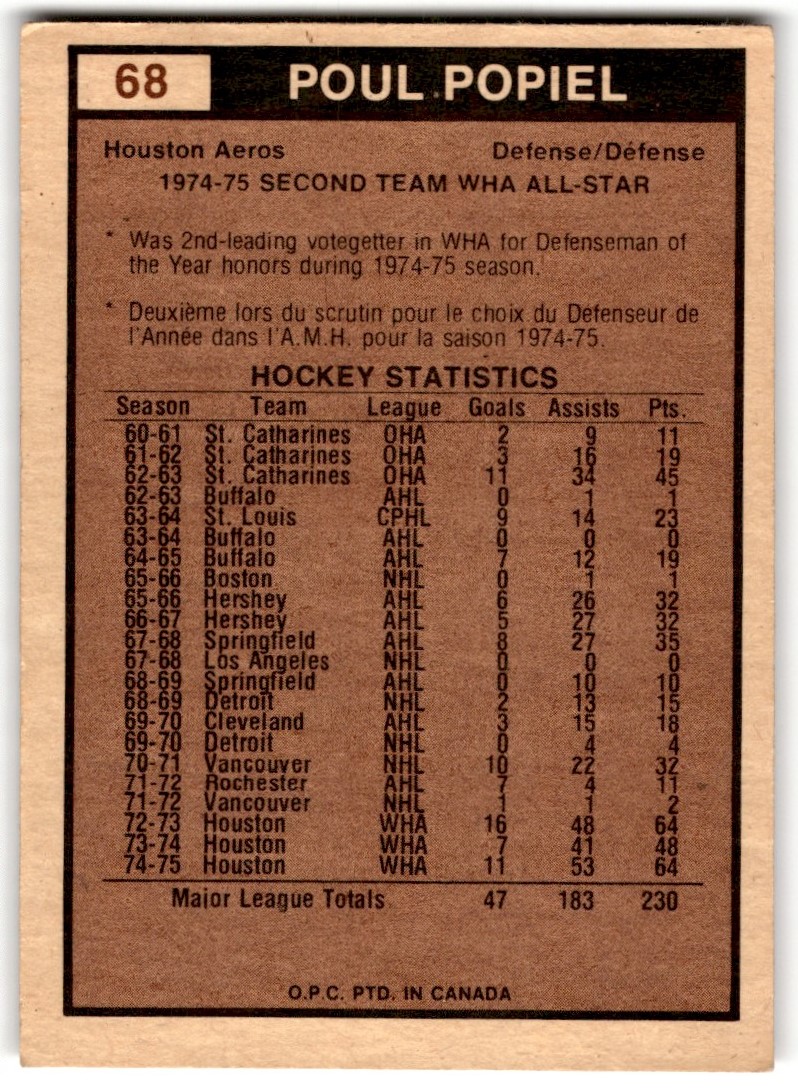 68 POUL POPIEL
Houston Aeros Defense/Défense
1974-75 SECOND TEAM WHA ALL-STAR
* Was 2nd-leading votegetter in WHA for Defenseman of
the Year honors during 1974-75 season.
* Deuxième lors du scrutin pour le choix du Défenseur de
l'Année dans l'A.M.H. pour la saison 1974-75.
HOCKEY STATISTICS
Season Team League Goals Assists Pts.
60-61 St. Catharines OHA 2 9 11
61-62 St. Catharines OHA 3 16 19
62-63 St. Catharines OHA 11 34 45
62-63 Buffalo AHL 0 1 1
63-64 St. Louis CPHL 9 14 23
63-64 Buffalo AHL 0 0 0
64-65 Buffalo AHL 7 12 19
65-66 Boston NHL 0 1 1
65-66 Hershey AHL 6 26 32
66-67 Hershey AHL 5 27 32
67-68 Springfield AHL 8 27 35
67-68 Los Angeles NHL 0 0 0
68-69 Springfield AHL 0 10 10
68-69 Detroit NHL 2 13 15
69-70 Cleveland AHL 3 15 18
69-70 Detroit NHL 0 4 4
70-71 Vancouver NHL 10 22 32
71-72 Rochester AHL 7 4 11
71-72 Vancouver NHL 1 1 2
72-73 Houston WHA 16 48 64
73-74 Houston WHA 7 41 48
74-75 Houston WHA 11 53 64
Major League Totals 47 183 230
O.P.C. PTD. IN CANADA